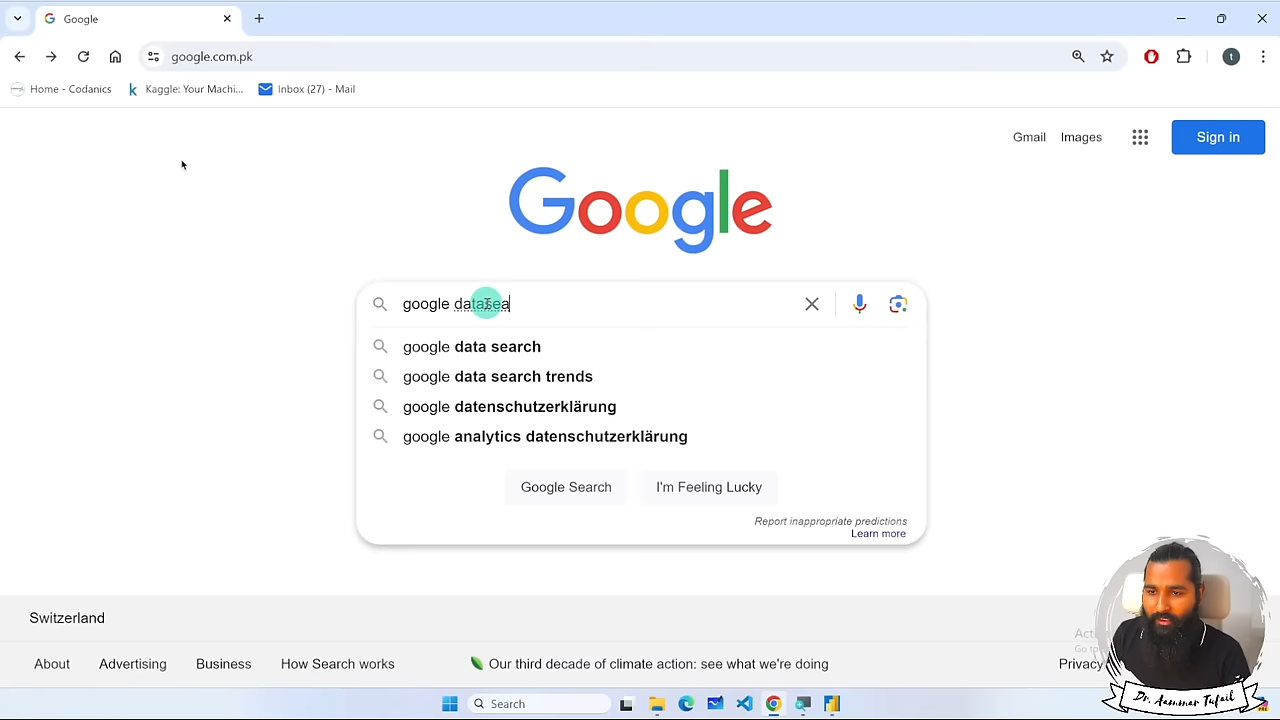 Google
google.com.pk
Home - Codanics
Kaggle: Your Machi...
Inbox (27) - Mail
Gmail
Images
Sign in
Google
google datasea
google data search
google data search trends
google datenschutzerklärung
google analytics datenschutzerklärung
Google Search
I'm Feeling Lucky
Report inappropriate predictions
Learn more
Switzerland
About
Advertising
Business
How Search works
Our third decade of climate action: see what we're doing
Privacy
Search
Dr. Aammar Tufail